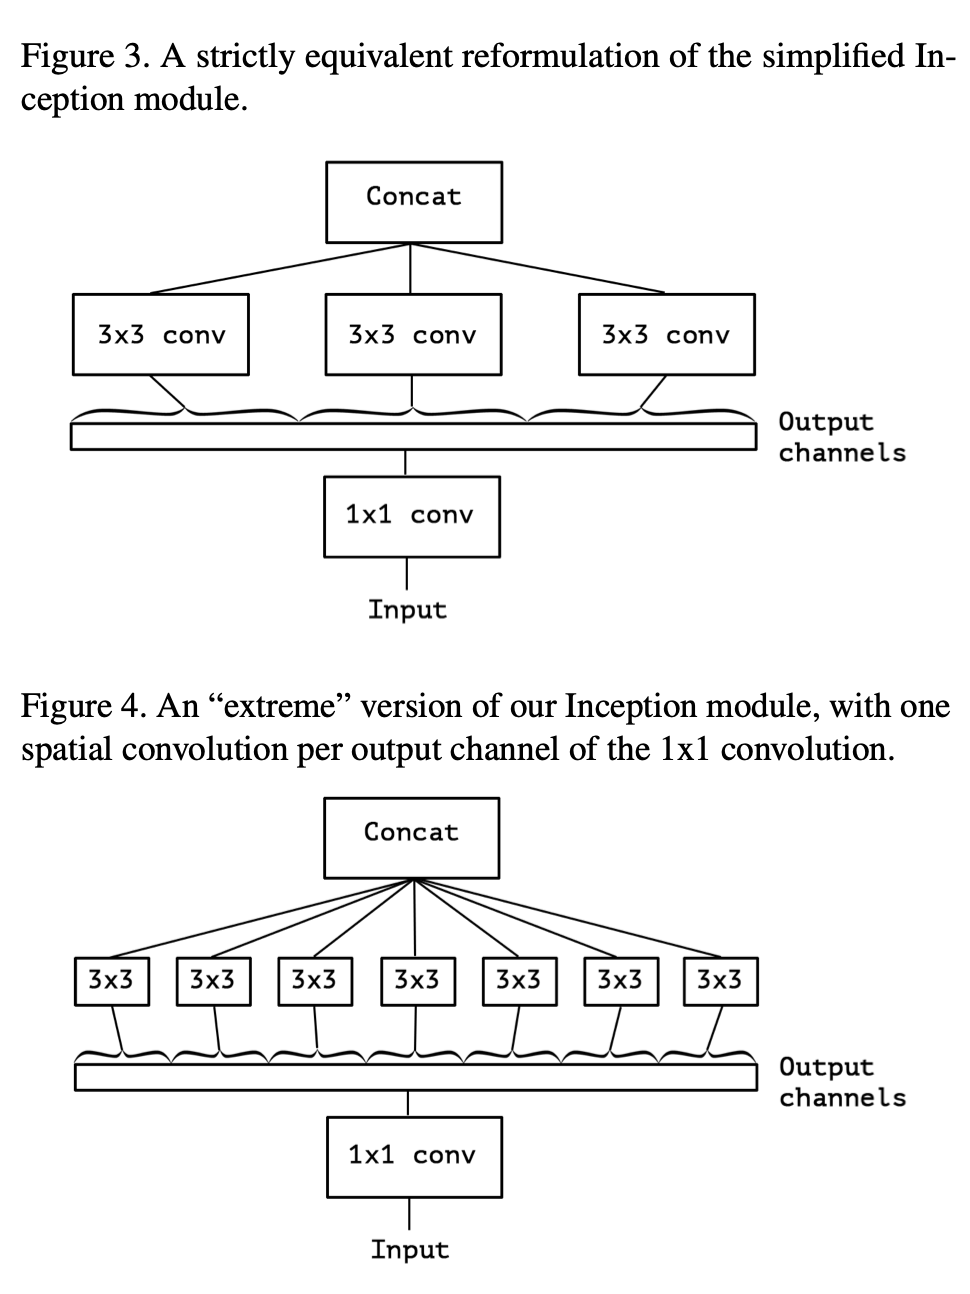 Figure 3. A strictly equivalent reformulation of the simplified In-
ception module.
Concat
3x3 conv 3x3 conv 3x3 conv
Output
channels
1x1 conv
Input
Figure 4. An “extreme” version of our Inception module, with one
spatial convolution per output channel of the 1x1 convolution.
Concat
3x3 3x3 3x3 3x3 3x3 3x3 3x3
Output
channels
1x1 conv
Input